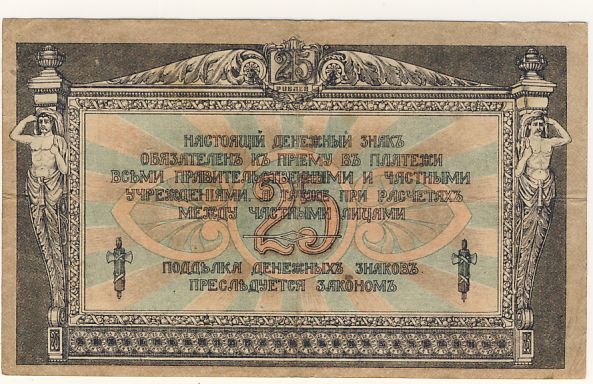 25
РУБЛЕЙ
НАСТОЯЩІЙ ДЕНЕЖНЫЙ ЗНАКЪ
ОБЯЗАТЕЛЕНЪ КЪ ПРІЕМУ ВЪ ПЛАТЕЖИ
ВСѢМИ ПРАВИТЕЛЬСТВЕННЫМИ И ЧАСТНЫМИ
УЧРЕЖДЕНІЯМИ, А ТАКЖЕ ПРИ РАСЧЕТАХЪ
МЕЖДУ ЧАСТНЫМИ ЛИЦАМИ
25
ПОДДѢЛКА ДЕНЕЖНЫХЪ ЗНАКОВЪ
ПРЕСЛѢДУЕТСЯ ЗАКОНОМЪ